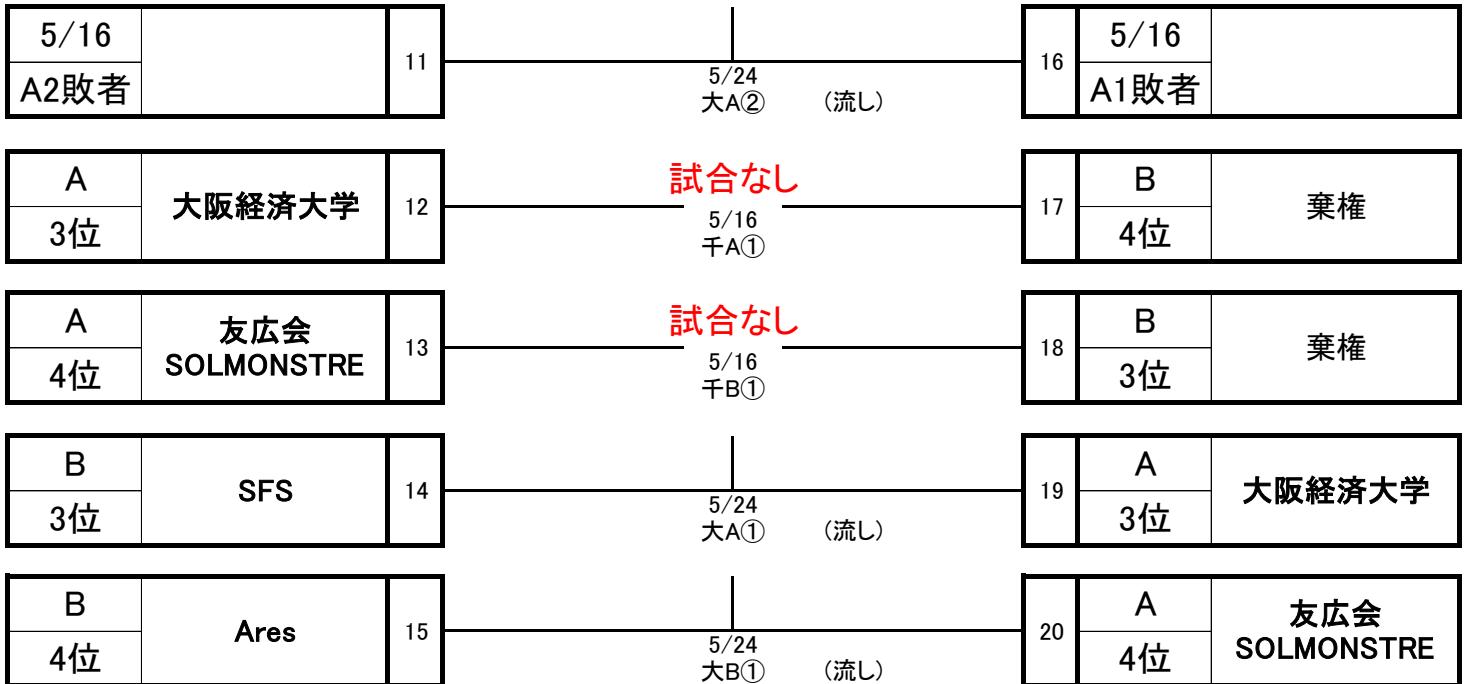 5/16
A2敗者
11
5/24
大A② (流し)
16
5/16
A1敗者
A
3位
大阪経済大学
12
試合なし
5/16
千A①
17
B
4位
棄権
A
4位
友広会
SOLMONSTRE
13
試合なし
5/16
千B①
18
B
3位
棄権
B
3位
SFS
14
5/24
大A① (流し)
19
A
3位
大阪経済大学
B
4位
Ares
15
5/24
大B① (流し)
20
A
4位
友広会
SOLMONSTRE